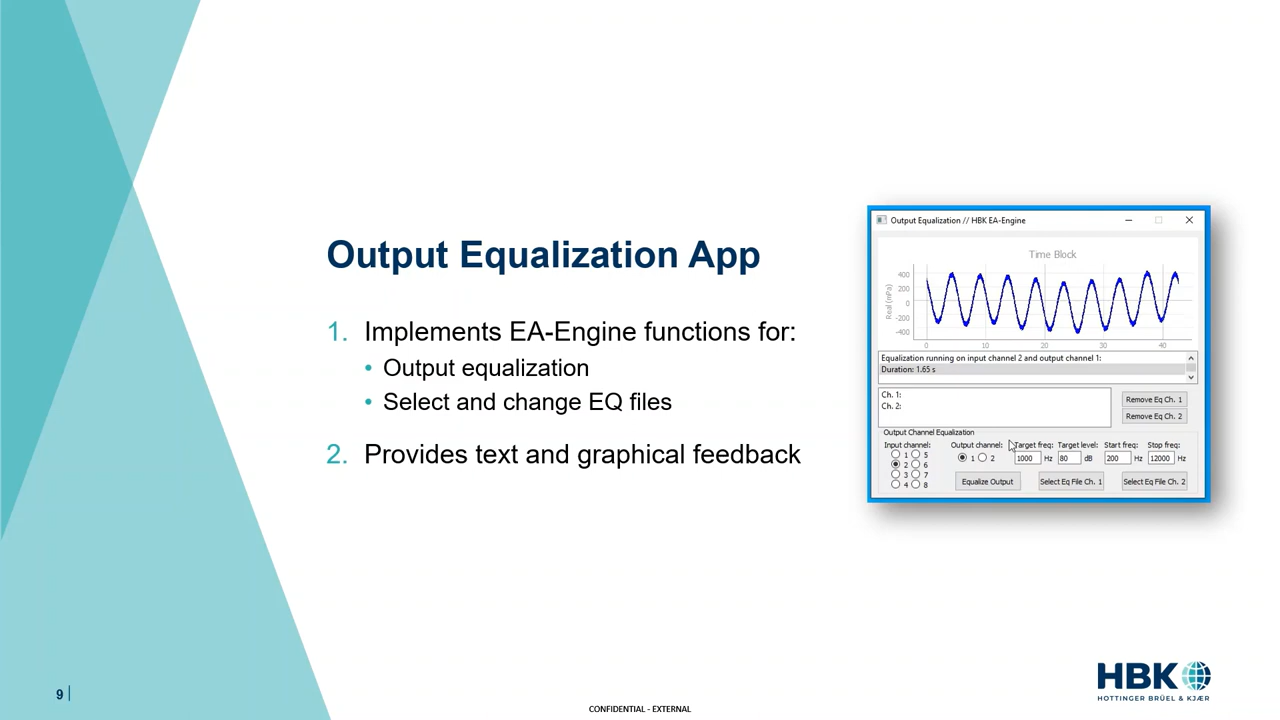 Output Equalization App
1. Implements EA-Engine functions for:
• Output equalization
• Select and change EQ files
2. Provides text and graphical feedback
Output Equalization // HBK EA-Engine
Time Block
Real (mPa)
400
200
0
-200
-400
0 10 20 30 40
Equalization running on input channel 2 and output channel 1:
Duration: 1.65 s
Ch. 1:
Ch. 2:
Remove Eq Ch. 1
Remove Eq Ch. 2
Output Channel Equalization
Input channel: Output channel: Target freq: Target level: Start freq: Stop freq:
1 5
2 6
3 7
4 8
1 2 1000 Hz 80 dB 200 Hz 12000 Hz
Equalize Output Select Eq File Ch. 1 Select Eq File Ch. 2
HBK
HOTTINGER BRÜEL & KJÆR
9
CONFIDENTIAL - EXTERNAL